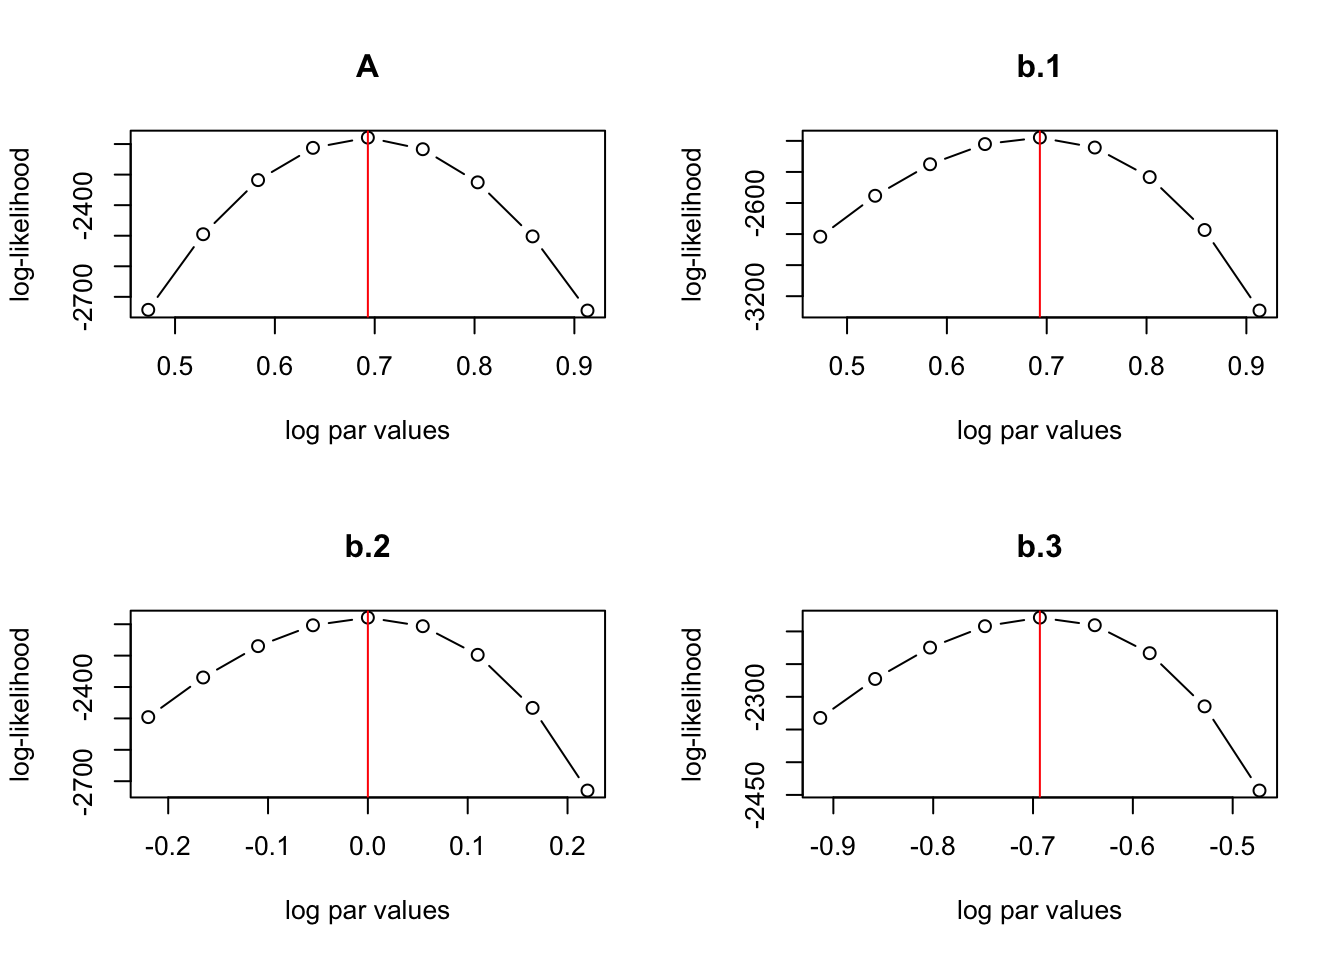 A
log-likelihood
-2400
-2700
0.5 0.6 0.7 0.8 0.9
log par values
b.1
log-likelihood
-2600
-3200
0.5 0.6 0.7 0.8 0.9
log par values
b.2
log-likelihood
-2400
-2700
-0.2 -0.1 0.0 0.1 0.2
log par values
b.3
log-likelihood
-2300
-2450
-0.9 -0.8 -0.7 -0.6 -0.5
log par values